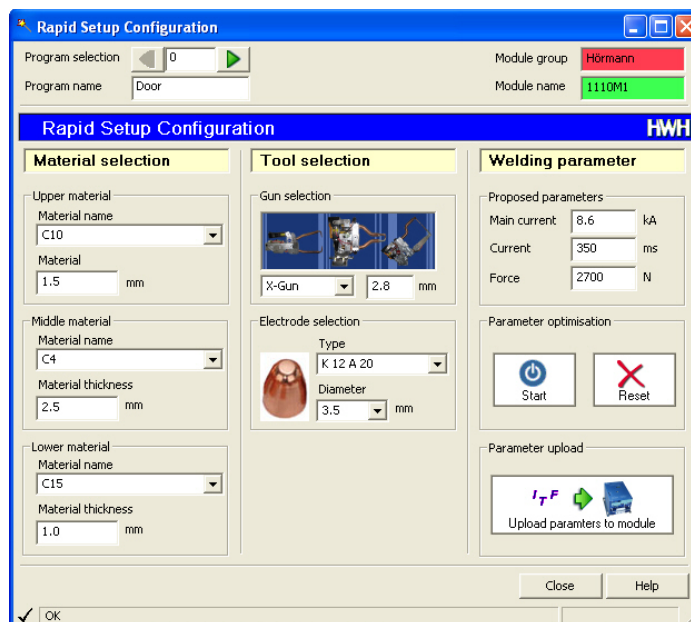 Rapid Setup Configuration
Program selection 0
Module group Hörmann
Program name Door
Module name 1110M1
Rapid Setup Configuration HWH
Material selection
Upper material
Material name
C10
Material
1.5 mm
Middle material
Material name
C4
Material thickness
2.5 mm
Lower material
Material name
C15
Material thickness
1.0 mm
Tool selection
Gun selection
X-Gun 2.8 mm
Electrode selection
Type
K 12 A 20
Diameter
3.5 mm
Welding parameter
Proposed parameters
Main current 8.6 kA
Current 350 ms
Force 2700 N
Parameter optimisation
Start Reset
Parameter upload
I T F
Upload paramters to module
Close Help
OK